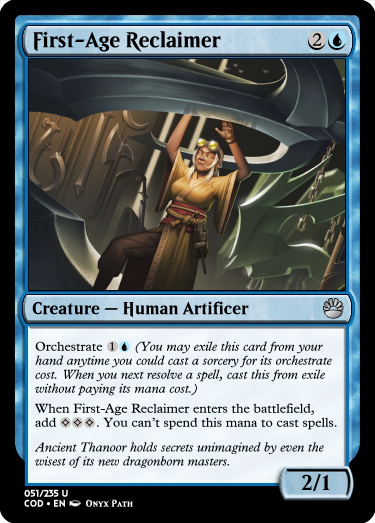 First-Age Reclaimer 2
Creature — Human Artificer
Orchestrate 1 (You may exile this card from your
hand anytime you could cast a sorcery for its orchestrate
cost. When you next resolve a spell, cast this from exile
without paying its mana cost.)
When First-Age Reclaimer enters the battlefield,
add . You can't spend this mana to cast spells.
Ancient Thanoor holds secrets unimagined by even the
wisest of its new dragonborn masters.
2/1
051/235 U
COD • EN Onyx Path